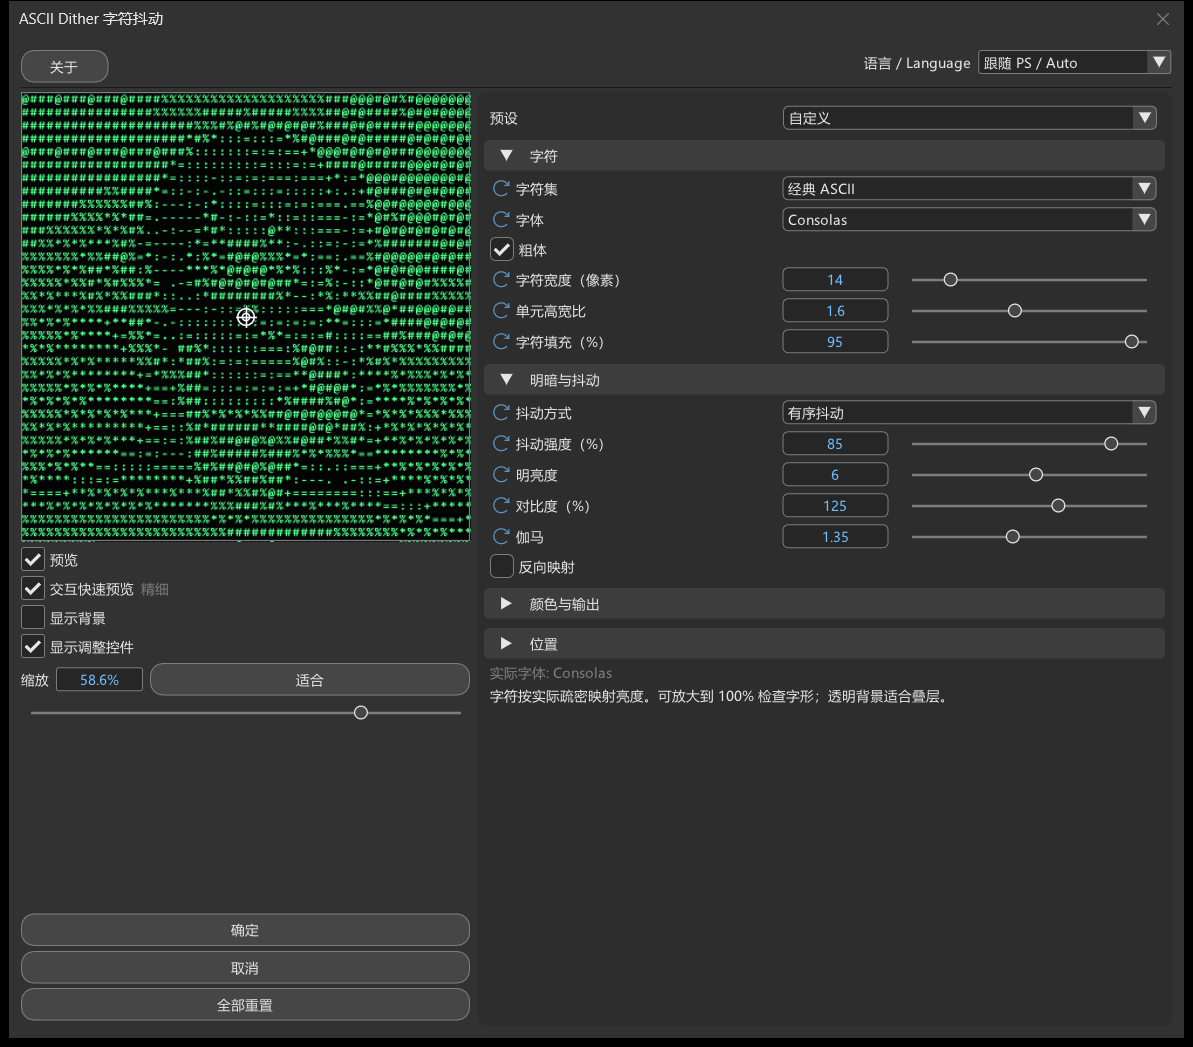 ASCII Dither 字符抖动
关于
语言 / Language 跟随 PS / Auto
预设 自定义
字符
字符集 经典 ASCII
字体 Consolas
粗体
字符宽度（像素） 14
单元高宽比 1.6
字符填充（%） 95
明暗与抖动
抖动方式 有序抖动
抖动强度（%） 85
明亮度 6
对比度（%） 125
伽马 1.35
反向映射
颜色与输出
位置
实际字体: Consolas
字符按实际疏密映射亮度。可放大到 100% 检查字形；透明背景适合叠层。
预览
交互快速预览 精细
显示背景
显示调整控件
缩放 58.6% 适合
确定
取消
全部重置